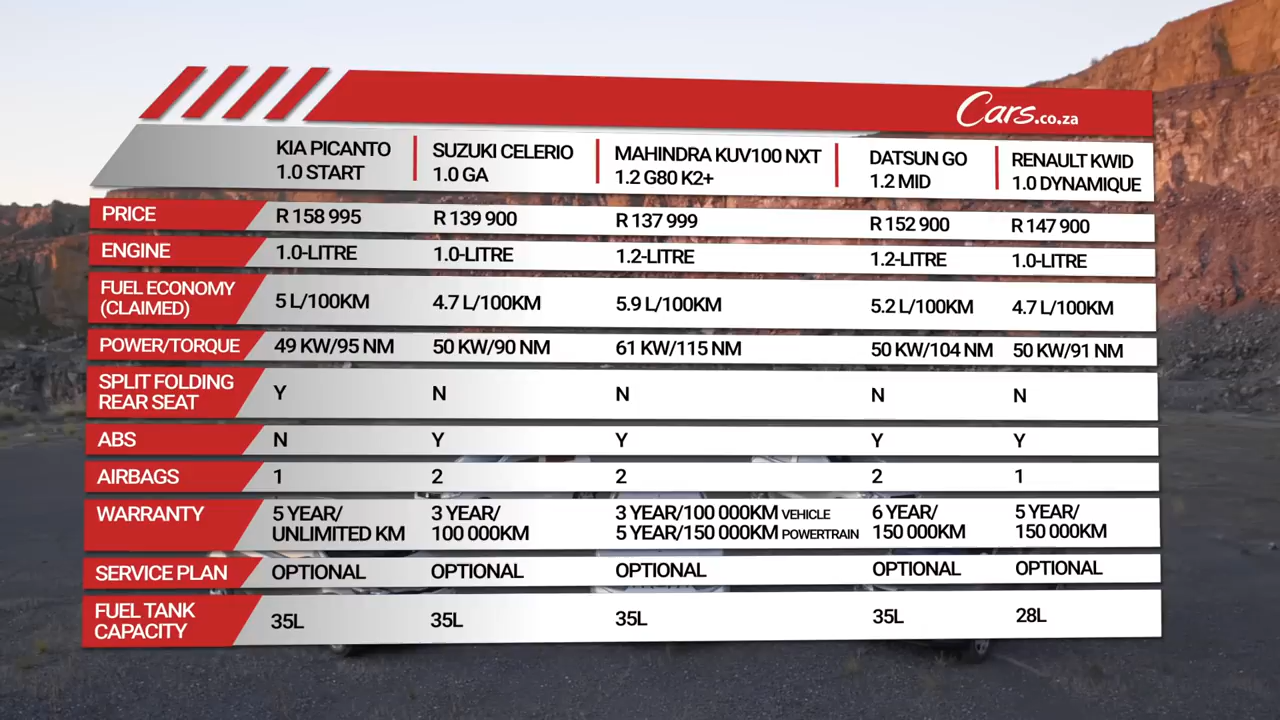 Cars.co.za
KIA PICANTO 1.0 START SUZUKI CELERIO 1.0 GA MAHINDRA KUV100 NXT 1.2 G80 K2+ DATSUN GO 1.2 MID RENAULT KWID 1.0 DYNAMIQUE
PRICE R 158 995 R 139 900 R 137 999 R 152 900 R 147 900
ENGINE 1.0-LITRE 1.0-LITRE 1.2-LITRE 1.2-LITRE 1.0-LITRE
FUEL ECONOMY (CLAIMED) 5 L/100KM 4.7 L/100KM 5.9 L/100KM 5.2 L/100KM 4.7 L/100KM
POWER/TORQUE 49 KW/95 NM 50 KW/90 NM 61 KW/115 NM 50 KW/104 NM 50 KW/91 NM
SPLIT FOLDING REAR SEAT Y N N N N
ABS N Y Y Y Y
AIRBAGS 1 2 2 2 1
WARRANTY 5 YEAR/ UNLIMITED KM 3 YEAR/ 100 000KM 3 YEAR/100 000KM VEHICLE 5 YEAR/150 000KM POWERTRAIN 6 YEAR/ 150 000KM 5 YEAR/ 150 000KM
SERVICE PLAN OPTIONAL OPTIONAL OPTIONAL OPTIONAL OPTIONAL
FUEL TANK CAPACITY 35L 35L 35L 35L 28L